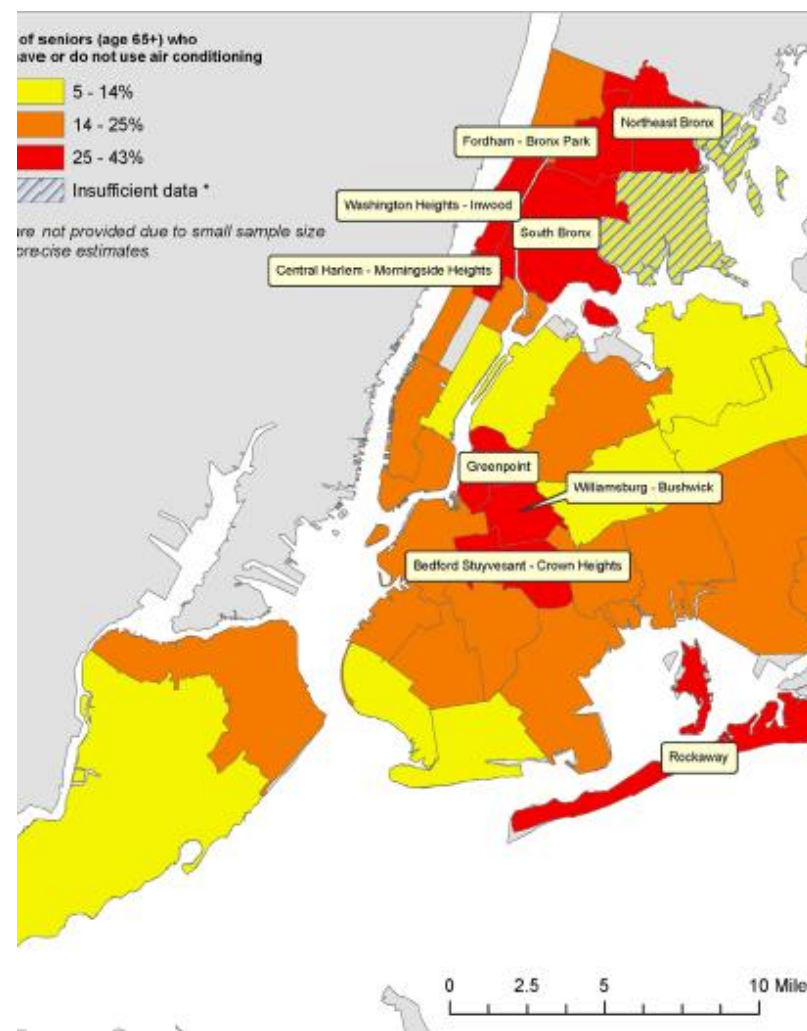 of seniors (age 65+) who
have or do not use air conditioning
5 - 14%
14 - 25%
25 - 43%
Insufficient data *
are not provided due to small sample size
precise estimates
Northeast Bronx
Fordham - Bronx Park
Washington Heights - Inwood
South Bronx
Central Harlem - Morningside Heights
Greenpoint
Williamsburg - Bushwick
Bedford Stuyvesant - Crown Heights
Rockaway
0 2.5 5 10 Mile